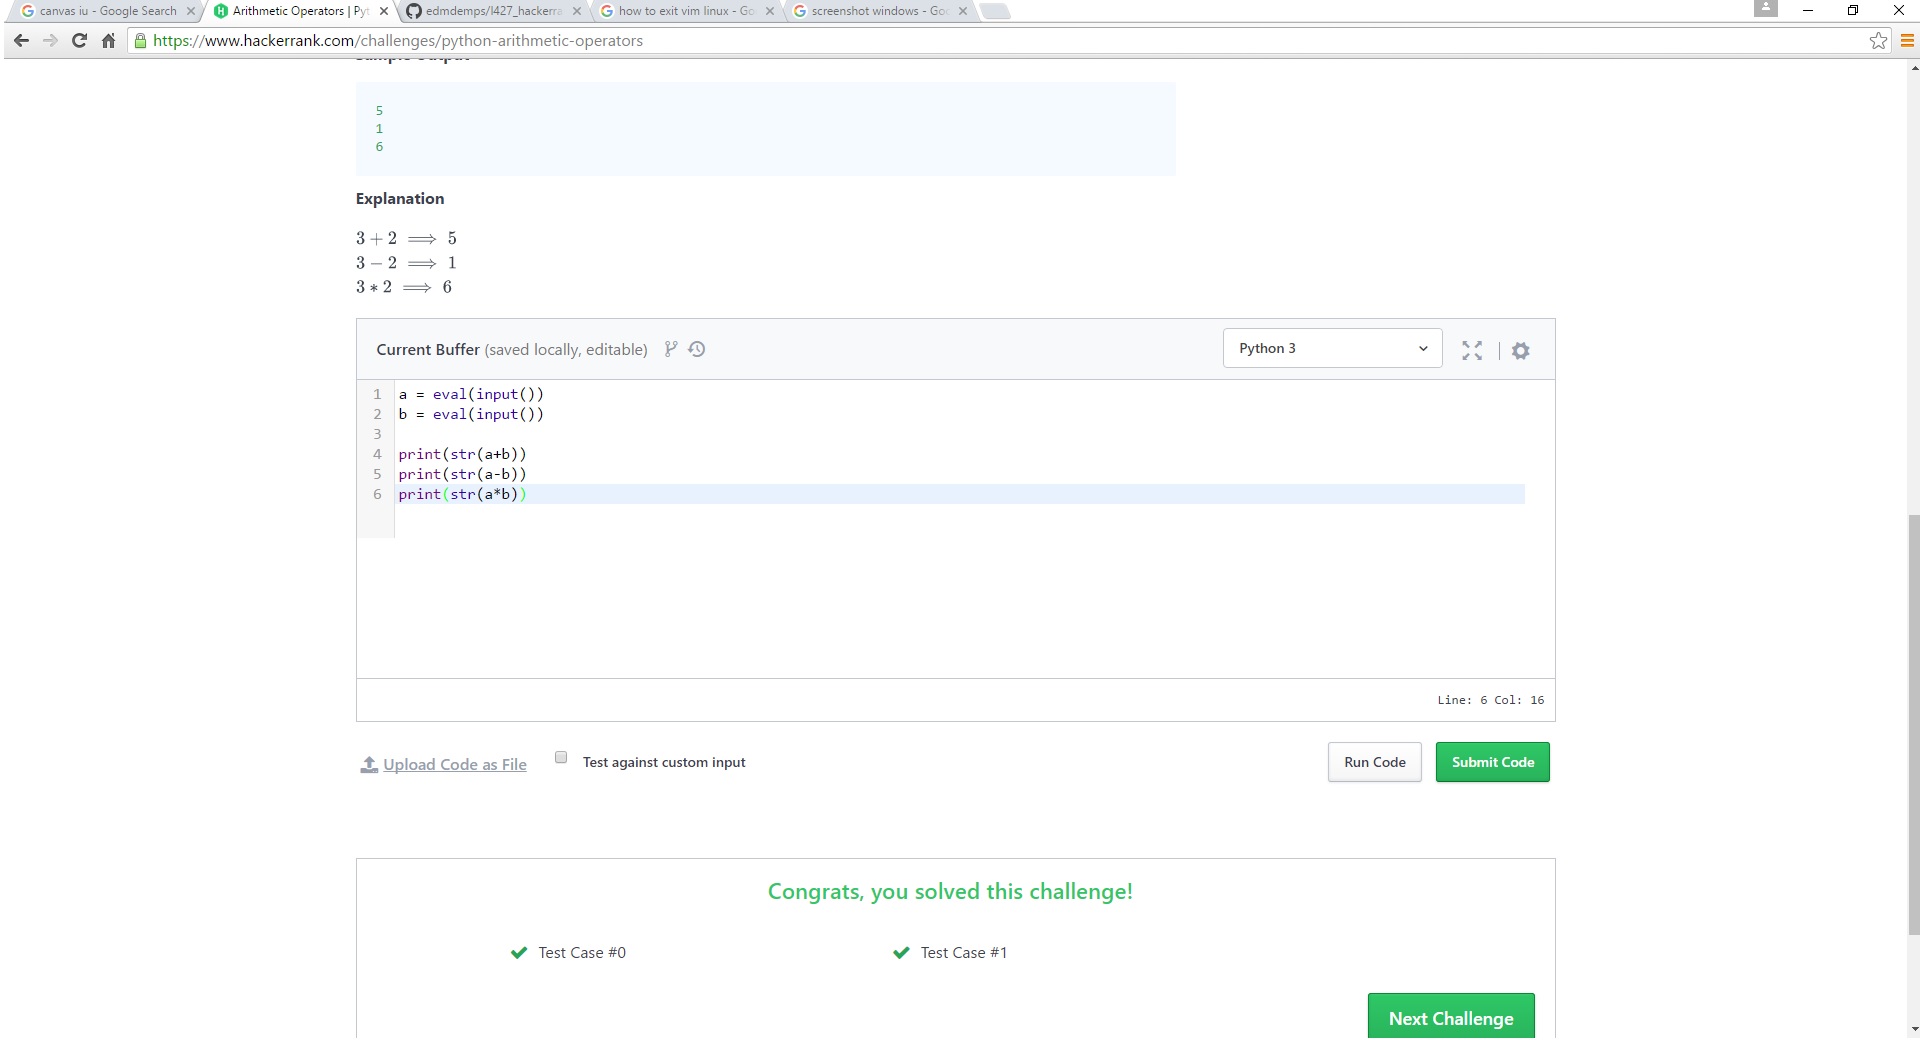 canvas iu - Google Search
Arithmetic Operators | Pyt
edmdemps/I427_hackerra
how to exit vim linux - Go
screenshot windows - Goo
https://www.hackerrank.com/challenges/python-arithmetic-operators
Sample Output
5
1
6
Explanation
3 + 2 ⟹ 5
3 − 2 ⟹ 1
3 ∗ 2 ⟹ 6
Current Buffer (saved locally, editable)
Python 3
1 a = eval(input())
2 b = eval(input())
3
4 print(str(a+b))
5 print(str(a-b))
6 print(str(a*b))
Line: 6 Col: 16
Upload Code as File
Test against custom input
Run Code
Submit Code
Congrats, you solved this challenge!
Test Case #0
Test Case #1
Next Challenge